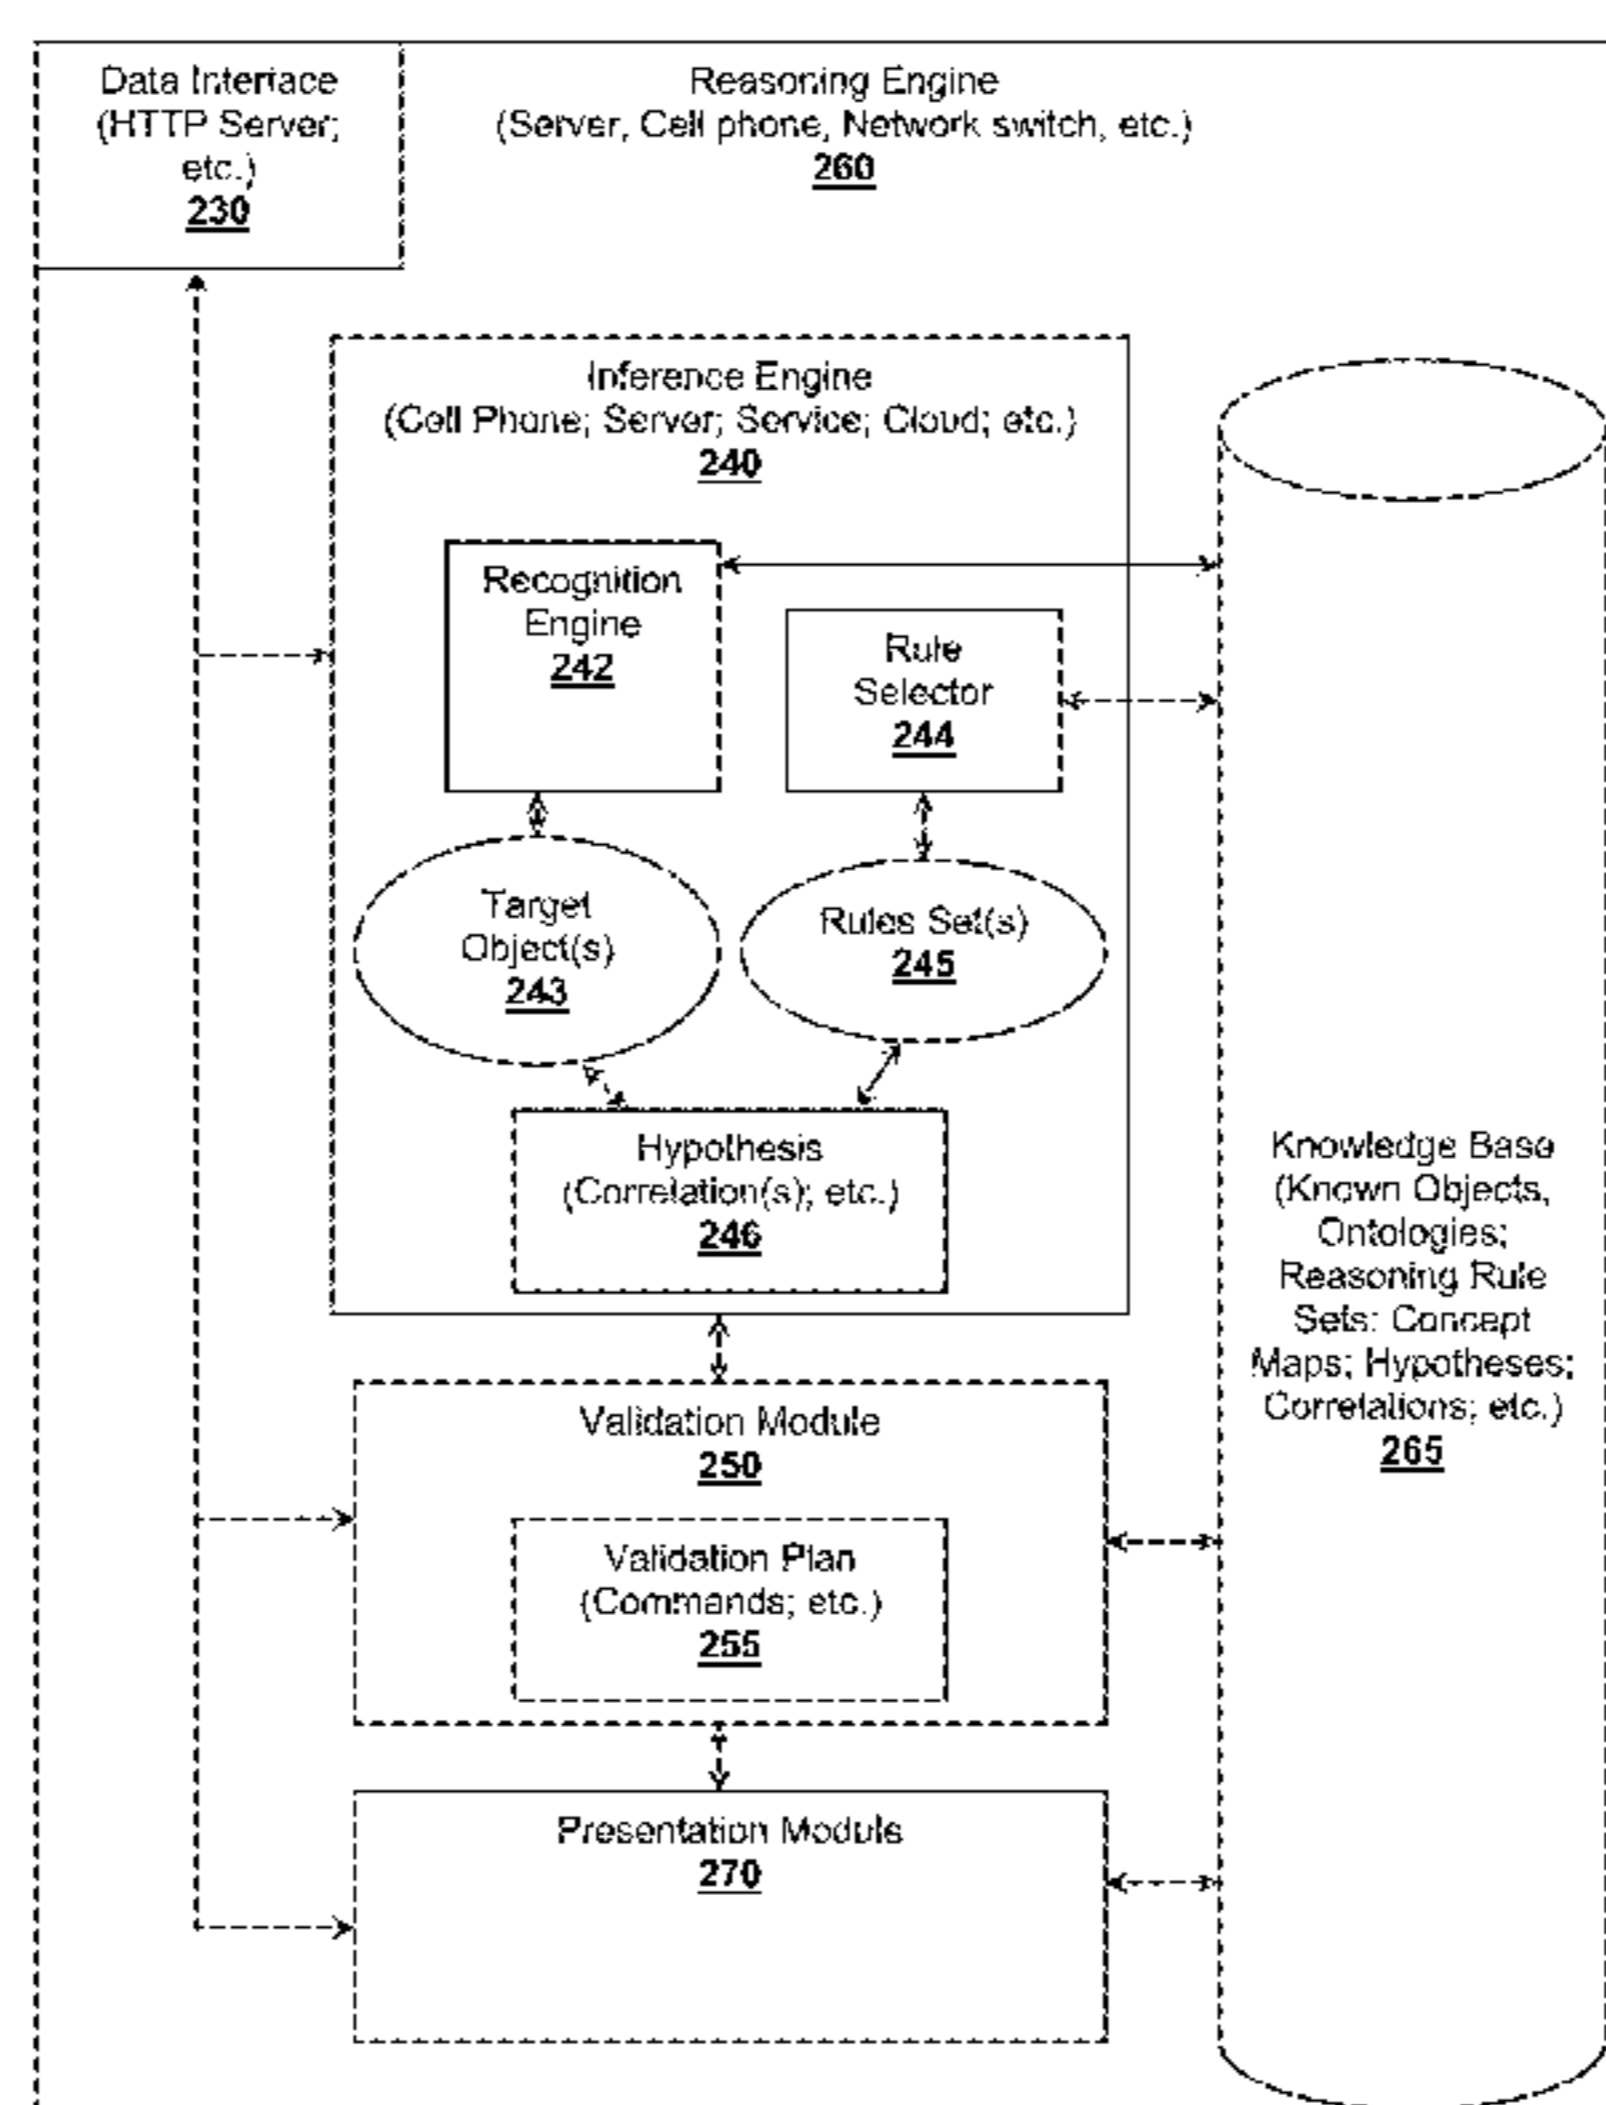 Data Interface
(HTTP Server;
etc.)
230
Reasoning Engine
(Server, Cell phone, Network switch, etc.)
260
Inference Engine
(Cell Phone; Server; Service; Cloud; etc.)
240
Recognition
Engine
242
Rule
Selector
244
Target
Object(s)
243
Rules Set(s)
245
Hypothesis
(Correlation(s); etc.)
246
Validation Module
250
Validation Plan
(Commands; etc.)
255
Presentation Module
270
Knowledge Base
(Known Objects,
Ontologies;
Reasoning Rule
Sets: Concept
Maps; Hypotheses;
Correlations; etc.)
265